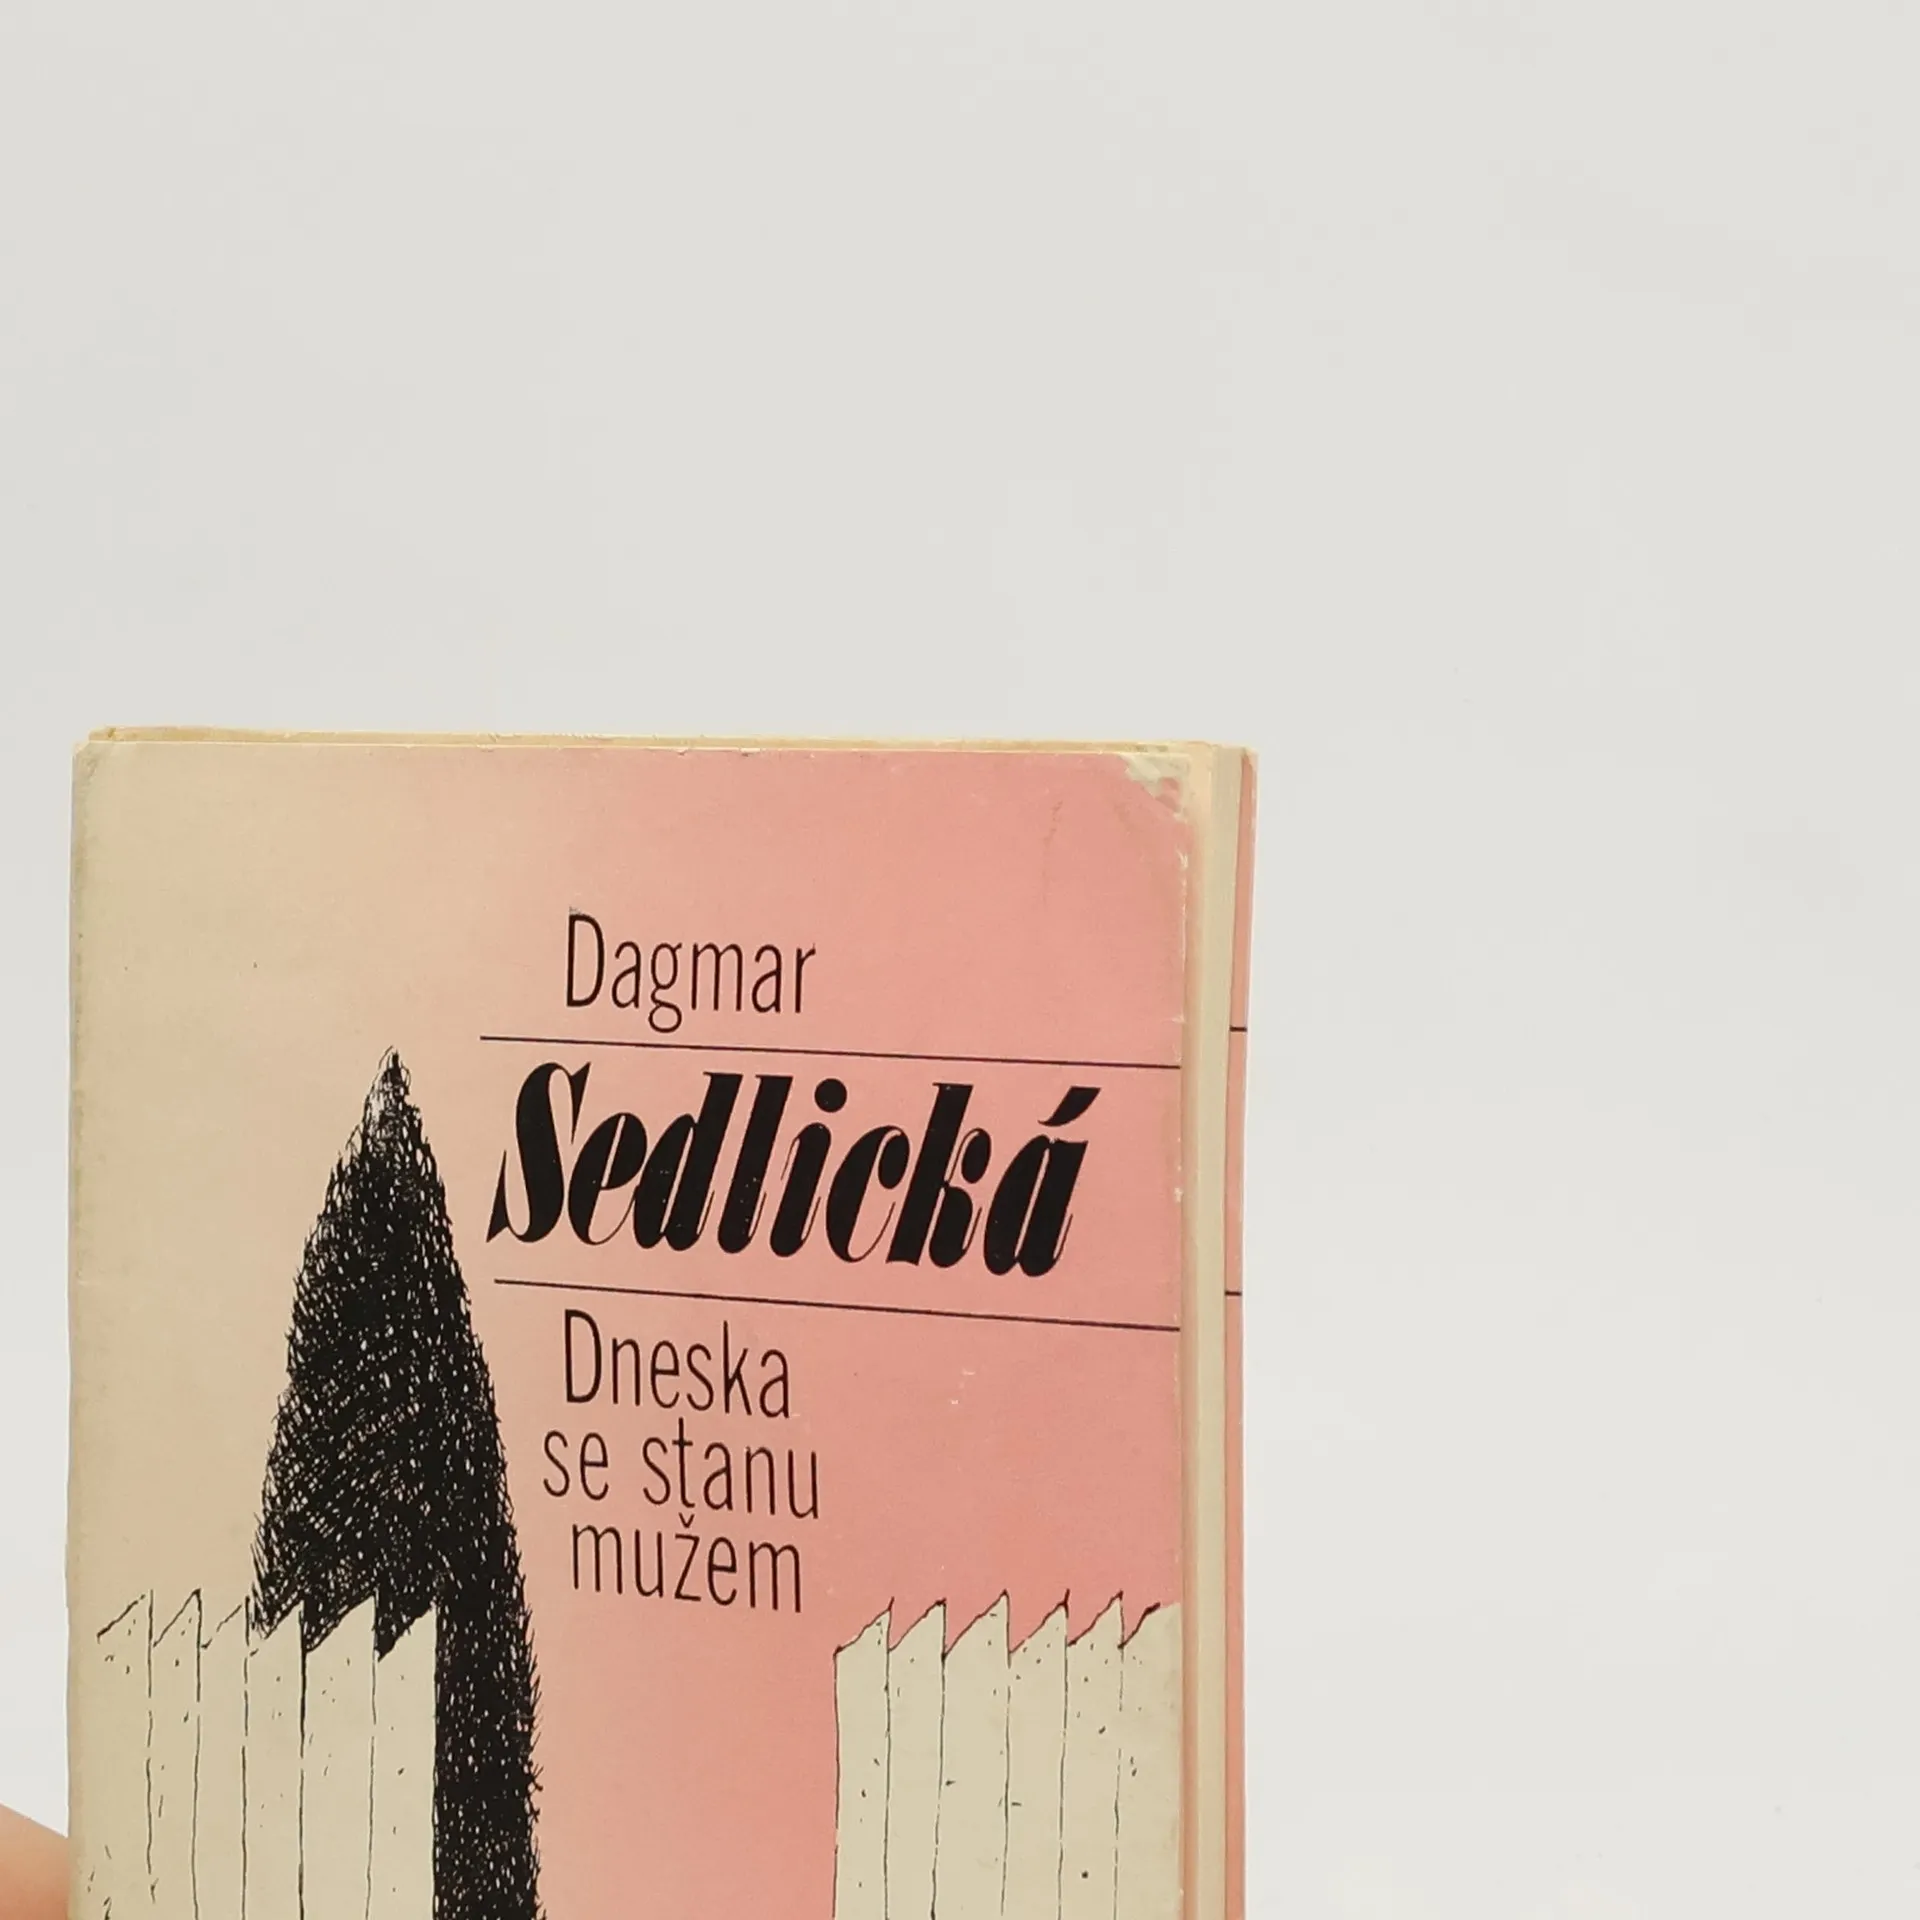 Dagmar
Sedlická
Dneska
se stanu
mužem